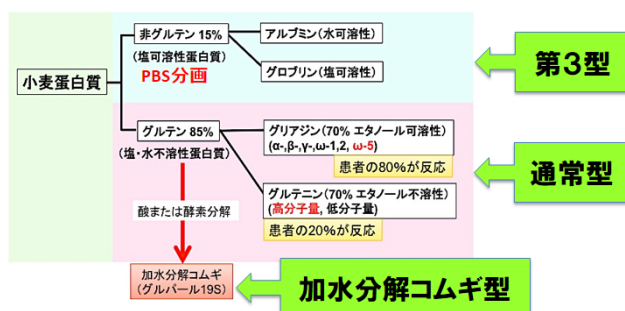 小麦蛋白質
非グルテン 15%
(塩可溶性蛋白質)
PBS分画
アルブミン(水可溶性)
グロブリン(塩可溶性)
第3型
グルテン 85%
(塩・水不溶性蛋白質)
グリアジン(70% エタノール可溶性)
(α-,β-,γ-,ω-1,2, ω-5)
患者の80%が反応
グルテニン(70% エタノール不溶性)
(高分子量, 低分子量)
患者の20%が反応
通常型
酸または酵素分解
加水分解コムギ
(グルパール19S)
加水分解コムギ型